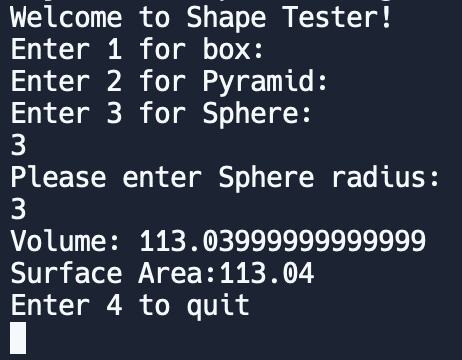 Welcome to Shape Tester!
Enter 1 for box:
Enter 2 for Pyramid:
Enter 3 for Sphere:
3
Please enter Sphere radius:
3
Volume: 113.03999999999999
Surface Area:113.04
Enter 4 to quit